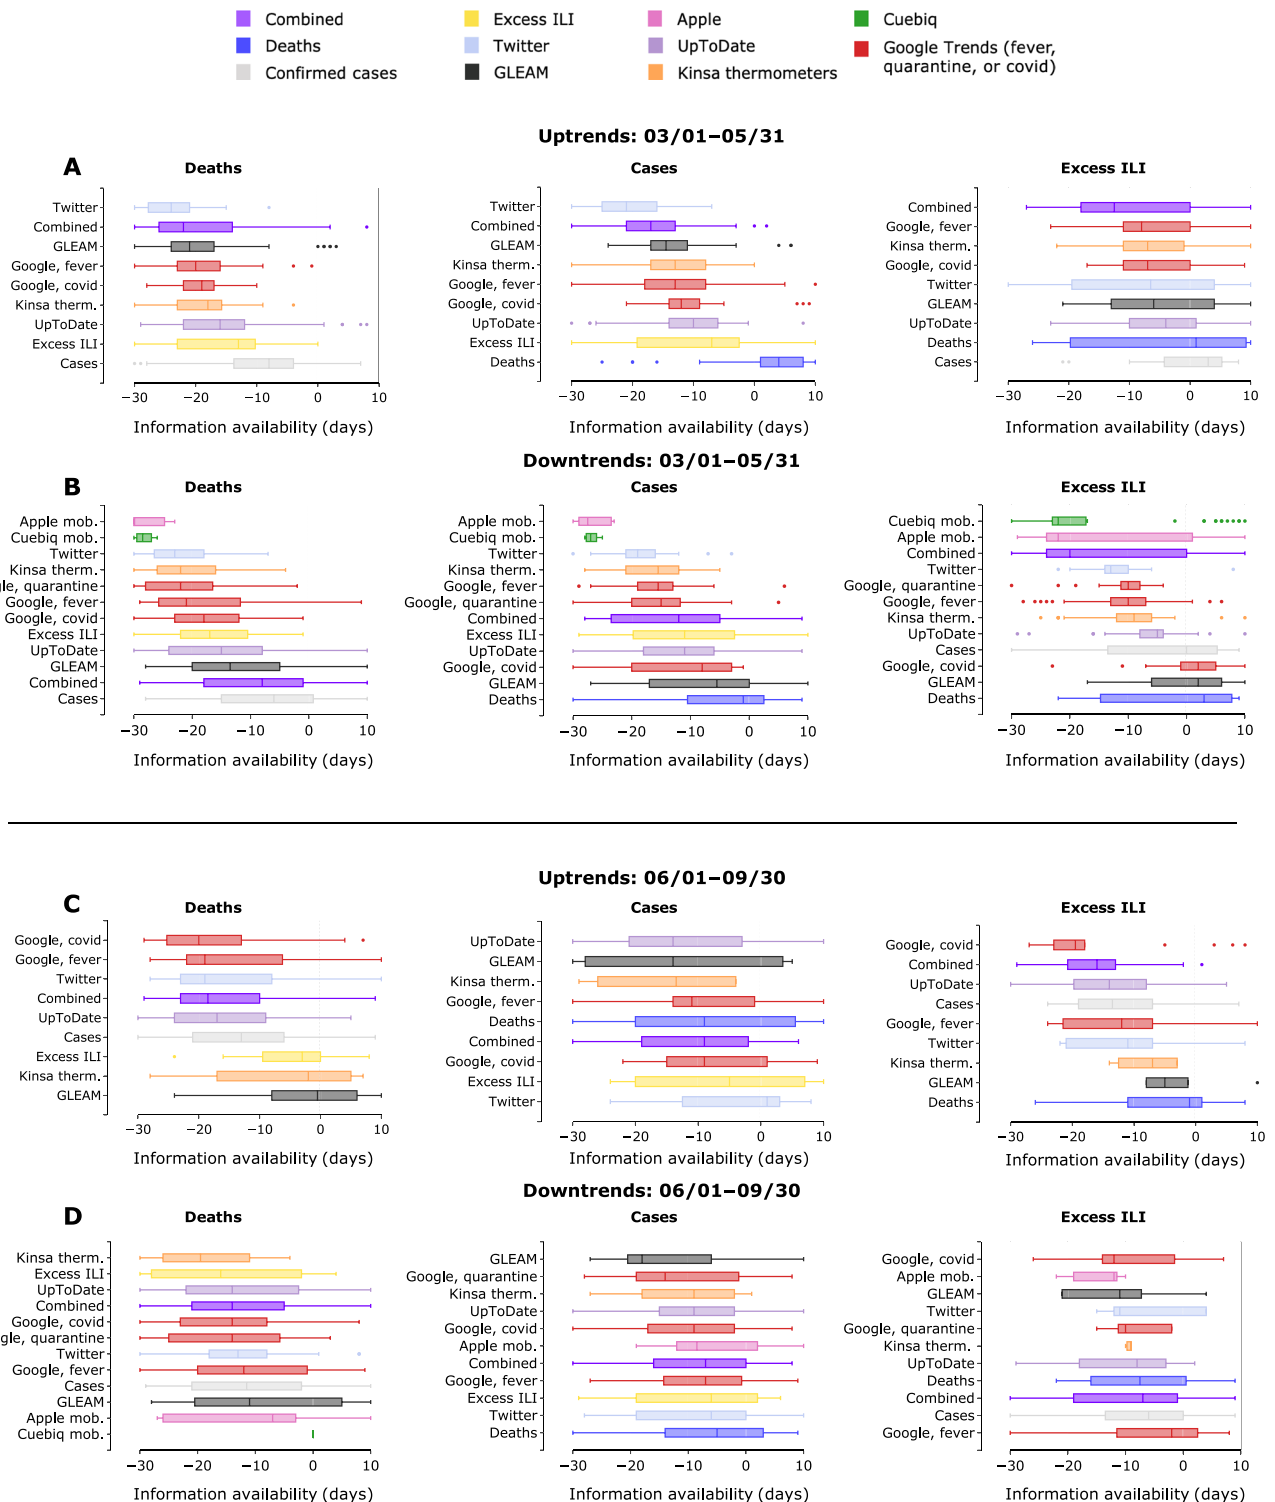 Combined
Excess ILI
Apple
Cuebiq
Deaths
Twitter
UpToDate
Google Trends (fever,
quarantine, or covid)
Confirmed cases
GLEAM
Kinsa thermometers
Uptrends: 03/01–05/31
A
Deaths
Twitter
Combined
GLEAM
Google, fever
Google, covid
Kinsa therm.
UpToDate
Excess ILI
Cases
−30 −20 −10 0 10
Information availability (days)
Cases
Twitter
Combined
GLEAM
Kinsa therm.
Google, fever
Google, covid
UpToDate
Excess ILI
Deaths
−30 −20 −10 0 10
Information availability (days)
Excess ILI
Combined
Google, fever
Kinsa therm.
Google, covid
Twitter
GLEAM
UpToDate
Deaths
Cases
−30 −20 −10 0 10
Information availability (days)
Downtrends: 03/01–05/31
B
Deaths
Apple mob.
Cuebiq mob.
Twitter
Kinsa therm.
gle, quarantine
Google, fever
Google, covid
Excess ILI
UpToDate
GLEAM
Combined
Cases
−30 −20 −10 0 10
Information availability (days)
Cases
Apple mob.
Cuebiq mob.
Twitter
Kinsa therm.
Google, fever
Google, quarantine
Combined
Excess ILI
UpToDate
Google, covid
GLEAM
Deaths
−30 −20 −10 0 10
Information availability (days)
Excess ILI
Cuebiq mob.
Apple mob.
Combined
Twitter
Google, quarantine
Google, fever
Kinsa therm.
UpToDate
Cases
Google, covid
GLEAM
Deaths
−30 −20 −10 0 10
Information availability (days)
Uptrends: 06/01–09/30
C
Deaths
Google, covid
Google, fever
Twitter
Combined
UpToDate
Cases
Excess ILI
Kinsa therm.
GLEAM
−30 −20 −10 0 10
Information availability (days)
Cases
UpToDate
GLEAM
Kinsa therm.
Google, fever
Deaths
Combined
Google, covid
Excess ILI
Twitter
−30 −20 −10 0 10
Information availability (days)
Excess ILI
Google, covid
Combined
UpToDate
Cases
Google, fever
Twitter
Kinsa therm.
GLEAM
Deaths
−30 −20 −10 0 10
Information availability (days)
Downtrends: 06/01–09/30
D
Deaths
Kinsa therm.
Excess ILI
UpToDate
Combined
Google, covid
gle, quarantine
Twitter
Google, fever
Cases
GLEAM
Apple mob.
Cuebiq mob.
−30 −20 −10 0 10
Information availability (days)
Cases
GLEAM
Google, quarantine
Kinsa therm.
UpToDate
Google, covid
Apple mob.
Combined
Google, fever
Excess ILI
Twitter
Deaths
−30 −20 −10 0 10
Information availability (days)
Excess ILI
Google, covid
Apple mob.
GLEAM
Twitter
Google, quarantine
Kinsa therm.
UpToDate
Deaths
Combined
Cases
Google, fever
−30 −20 −10 0 10
Information availability (days)